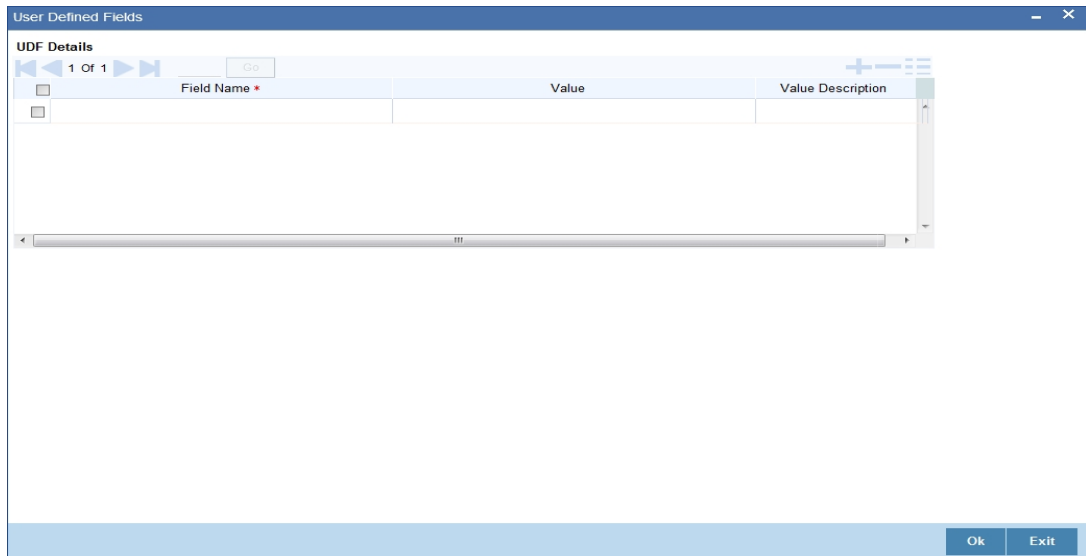 User Defined Fields
UDF Details
1 Of 1 Go
Field Name * Value Value Description
Ok Exit